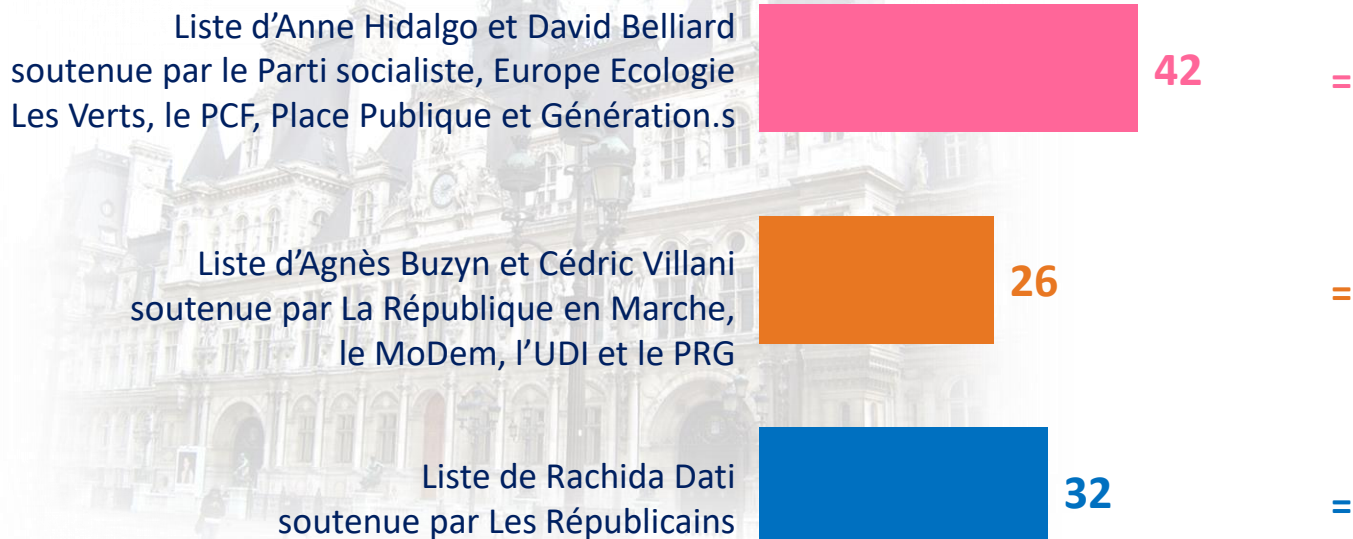 Liste d’Anne Hidalgo et David Belliard
soutenue par le Parti socialiste, Europe Ecologie
Les Verts, le PCF, Place Publique et Génération.s
42 =
Liste d’Agnès Buzyn et Cédric Villani
soutenue par La République en Marche,
le MoDem, l’UDI et le PRG
26 =
Liste de Rachida Dati
soutenue par Les Républicains
32 =